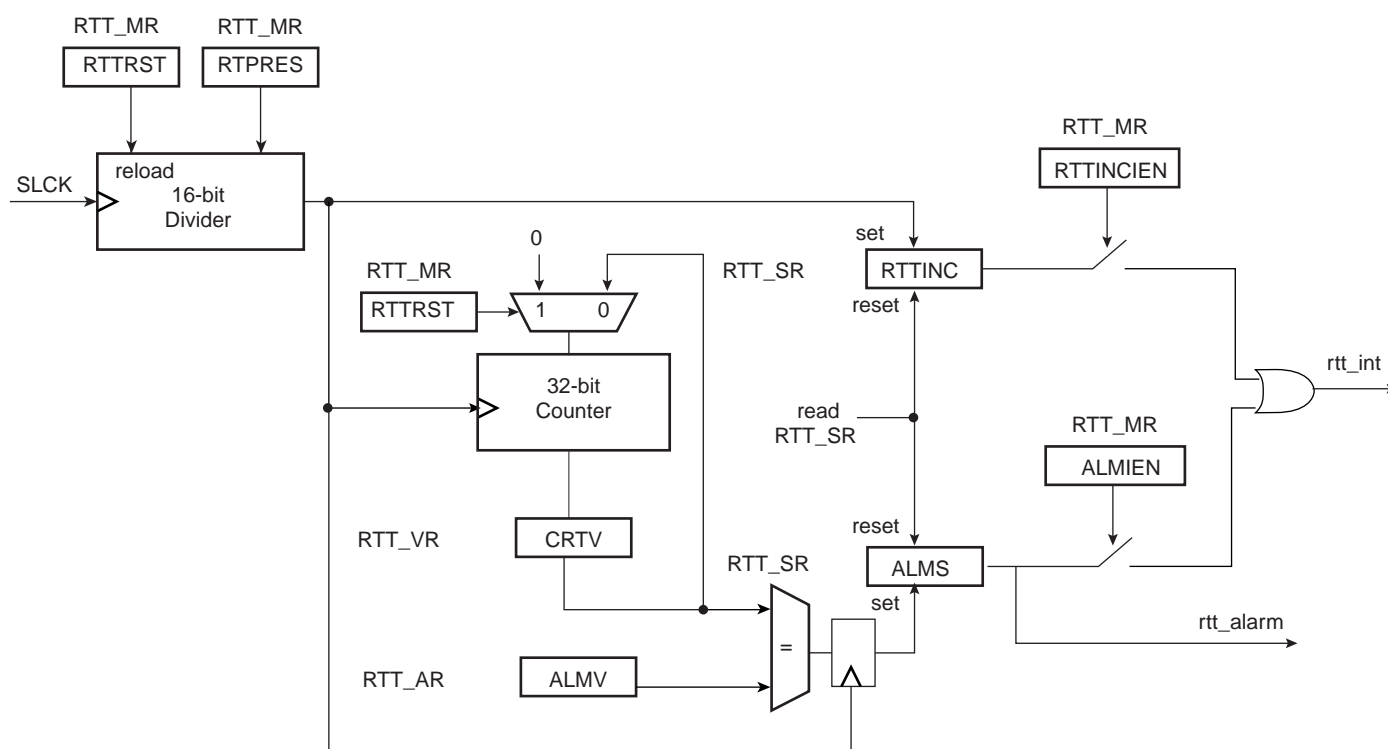 RTT_MR
RTT_MR
RTTRST
RTPRES
RTT_MR
reload
RTTINCIEN
SLCK
16-bit
Divider
0
set
RTT_MR
RTT_SR
RTTINC
RTTRST
1
0
reset
rtt_int
32-bit
Counter
read
RTT_SR
RTT_MR
ALMIEN
reset
RTT_VR
CRTV
RTT_SR
ALMS
set
rtt_alarm
=
RTT_AR
ALMV